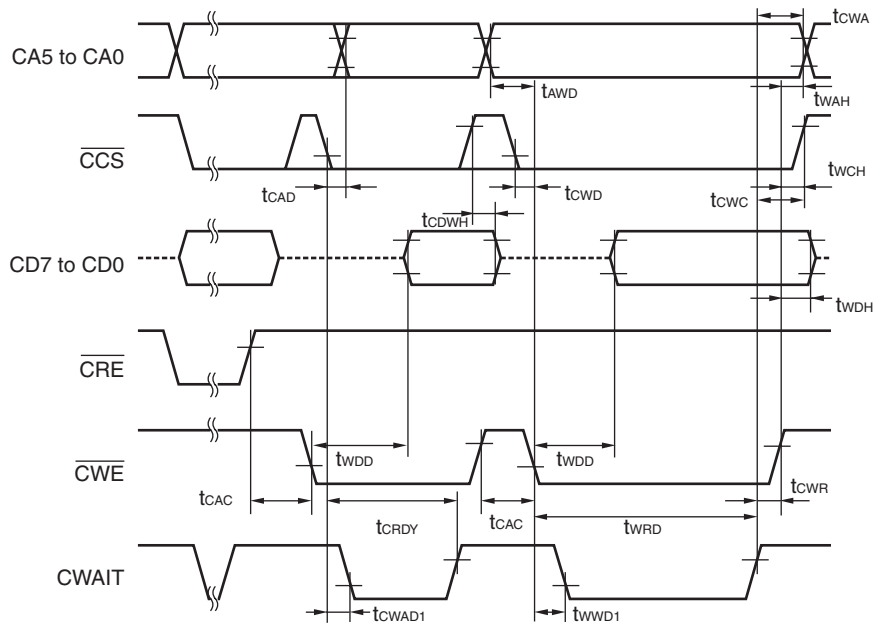 tCWA
CA5 to CA0
tAWD
tWAH
CCS
tCAD
tCWD
tWCH
tCWC
tCDWH
CD7 to CD0
tWDH
CRE
CWE
tWDD
tWDD
tCAC
tCWR
tCRDY
tCAC
tWRD
CWAIT
tCWAD1
tWWD1